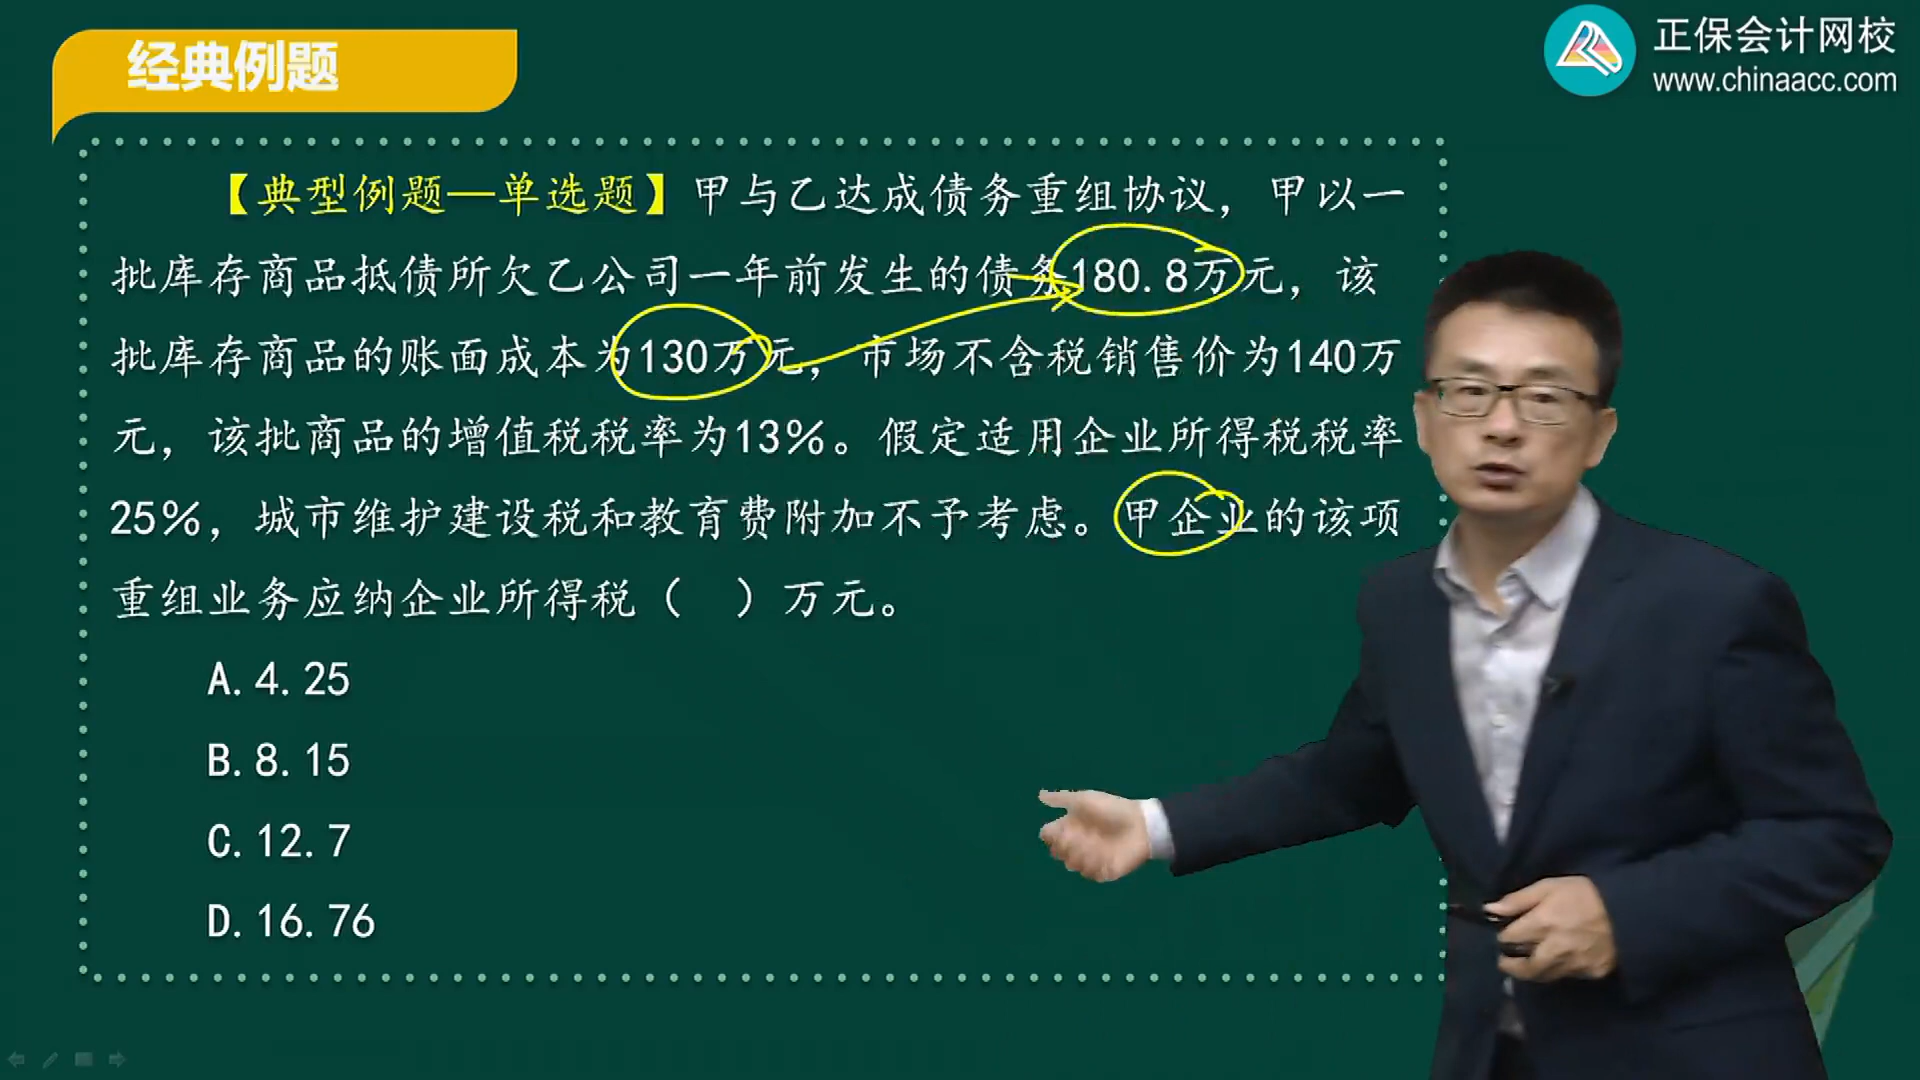 经典例题
正保会计网校
www.chinaacc.com
【典型例题—单选题】甲与乙达成债务重组协议，甲以一
批库存商品抵债所欠乙公司一年前发生的债务180.8万元，该
批库存商品的账面成本为130万元，市场不含税销售价为140万
元，该批商品的增值税税率为13%。假定适用企业所得税税率
25%，城市维护建设税和教育费附加不予考虑。甲企业的该项
重组业务应纳企业所得税（ ）万元。
A. 4. 25
B. 8. 15
C. 12. 7
D. 16. 76